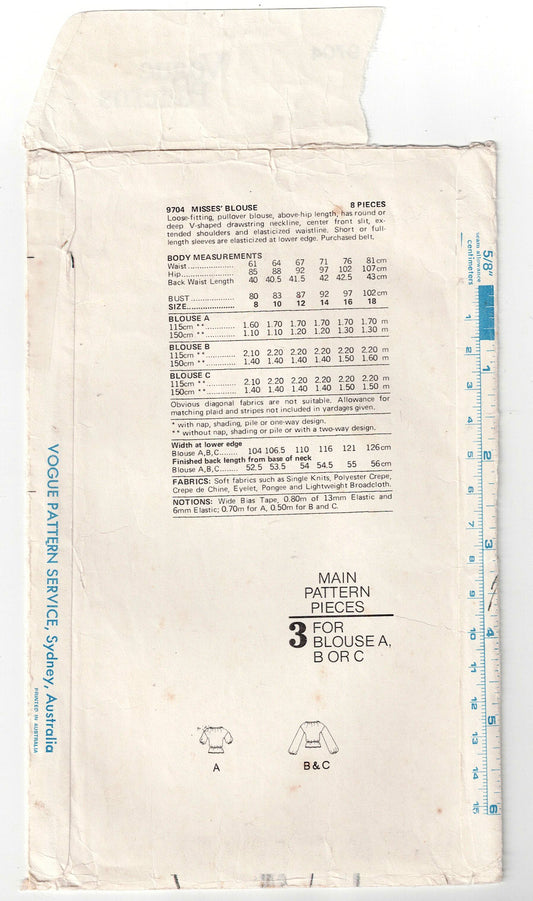 9704 MISSES' BLOUSE 8 PIECES
Loose-fitting, pullover blouse, above-hip length, has round or
deep V-shaped drawstring neckline, center front slit, ex-
tended shoulders and elasticized waistline. Short or full-
length sleeves are elasticized at lower edge. Purchased belt.
BODY MEASUREMENTS
Waist.................... 61 64 67 71 76 81cm
Hip........................ 85 88 92 97 102 107cm
Back Waist Length 40 40.5 41.5 42 42.5 43cm
BUST..................... 80 83 87 92 97 102cm
SIZE...................... 8 10 12 14 16 18
BLOUSE A
115cm **.............. 1.60 1.70 1.70 1.70 1.70 1.70 m
150cm **.............. 1.10 1.10 1.20 1.20 1.30 1.30 m
BLOUSE B
115cm **.............. 2.10 2.20 2.20 2.20 2.20 2.20 m
150cm **.............. 1.40 1.40 1.40 1.40 1.50 1.60 m
BLOUSE C
115cm **.............. 2.10 2.20 2.20 2.20 2.20 2.20 m
150cm **.............. 1.40 1.40 1.40 1.40 1.50 1.50 m
Obvious diagonal fabrics are not suitable. Allowance for
matching plaid and stripes not included in yardages given.
* with nap, shading, pile or one-way design.
** without nap, shading or pile or with a two-way design.
Width at lower edge
Blouse A,B,C........ 104 106.5 110 116 121 126cm
Finished back length from base of neck
Blouse A,B,C........ 52.5 53.5 54 54.5 55 56cm
FABRICS: Soft fabrics such as Single Knits, Polyester Crepe,
Crepe de Chine, Eyelet, Pongee and Lightweight Broadcloth.
NOTIONS: Wide Bias Tape, 0.80m of 13mm Elastic and
6mm Elastic; 0.70m for A, 0.50m for B and C.
MAIN
PATTERN
PIECES
3 FOR
BLOUSE A,
B OR C
A
B & C
VOGUE PATTERN SERVICE, Sydney, Australia
PRINTED IN AUSTRALIA
5/8"
seam allowance
centimeters
1
2
3
4
5
6
7
8
9
10
11
12
13
14
15
1
2
3
4
5
6